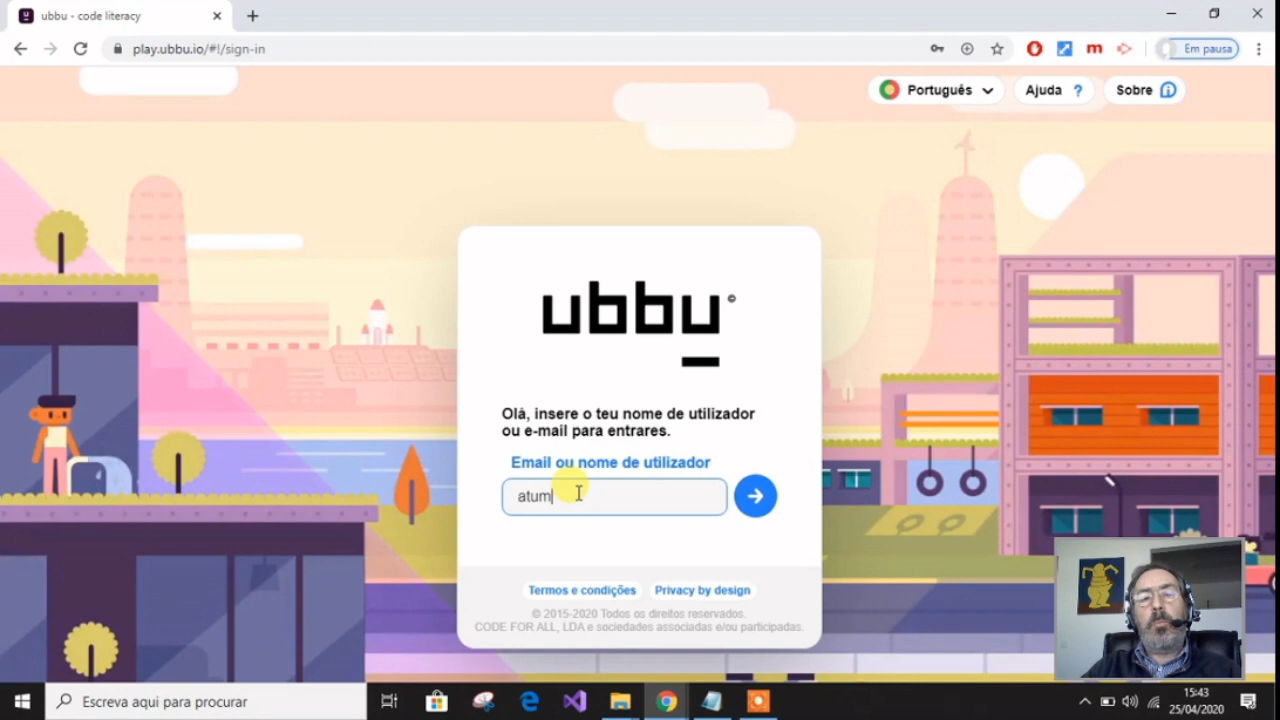 ubbu - code literacy
play.ubbu.io/#!/sign-in
m
Em pausa
Português
Ajuda ?
Sobre
ubbu
Olá, insere o teu nome de utilizador
ou e-mail para entrares.
Email ou nome de utilizador
atum
Termos e condições Privacy by design
© 2015-2020 Todos os direitos reservados.
CODE FOR ALL, LDA e sociedades associadas e/ou participadas.
Escreva aqui para procurar
15:43
25/04/2020